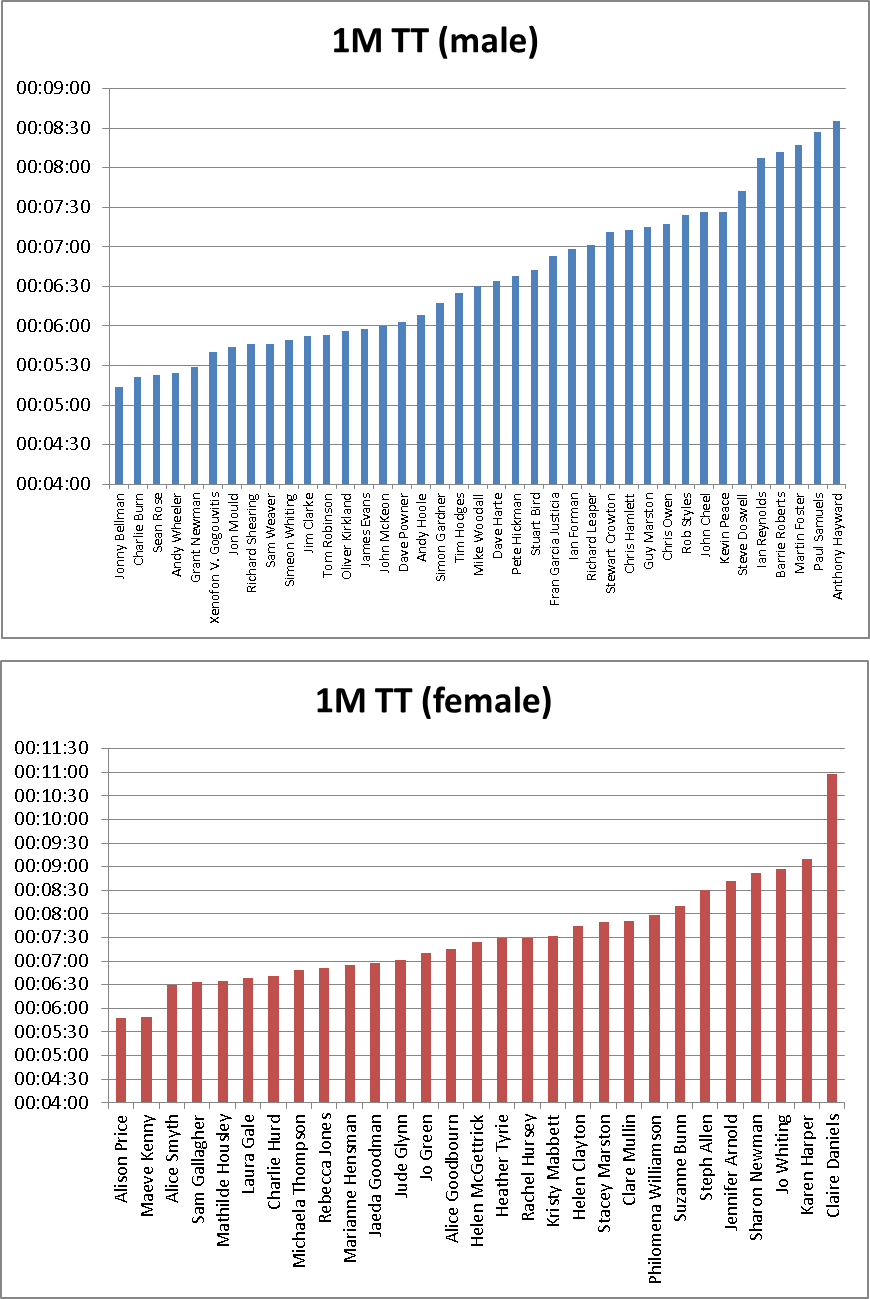 1M TT (male)
00:09:00
00:08:30
00:08:00
00:07:30
00:07:00
00:06:30
00:06:00
00:05:30
00:05:00
00:04:30
00:04:00
Jonny Bellman
Charlie Burn
Sean Rose
Andy Wheeler
Grant Newman
Xenofon V. Gogouvitis
Jon Mould
Richard Shearing
Sam Weaver
Simeon Whiting
Jim Clarke
Tom Robinson
Oliver Kirkland
James Evans
John McKeon
Dave Powner
Andy Hoole
Simon Gardner
Tim Hodges
Mike Woodall
Dave Harte
Pete Hickman
Stuart Bird
Fran Garcia Justicia
Ian Forman
Richard Leaper
Stewart Crowton
Chris Hamlett
Guy Marston
Chris Owen
Rob Styles
John Cheel
Kevin Peace
Steve Doswell
Ian Reynolds
Barrie Roberts
Martin Foster
Paul Samuels
Anthony Hayward
1M TT (female)
00:11:30
00:11:00
00:10:30
00:10:00
00:09:30
00:09:00
00:08:30
00:08:00
00:07:30
00:07:00
00:06:30
00:06:00
00:05:30
00:05:00
00:04:30
00:04:00
Alison Price
Maeve Kenny
Alice Smyth
Sam Gallagher
Mathilde Housley
Laura Gale
Charlie Hurd
Michaela Thompson
Rebecca Jones
Marianne Hensman
Jaeda Goodman
Jude Glynn
Jo Green
Alice Goodbourn
Helen McGettrick
Heather Tyrie
Rachel Hursey
Kristy Mabbett
Helen Clayton
Stacey Marston
Clare Mullin
Philomena Williamson
Suzanne Bunn
Steph Allen
Jennifer Arnold
Sharon Newman
Jo Whiting
Karen Harper
Claire Daniels